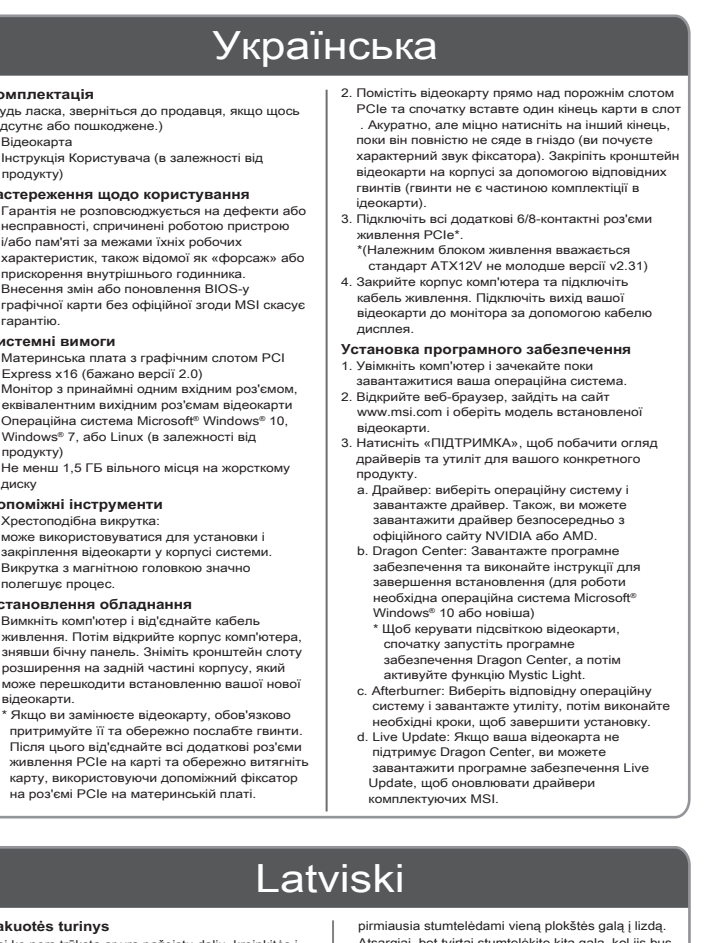 Українська
омплектація
удь ласка, зверніться до продавця, якщо щось
дсутнє або пошкоджене.)
Відеокарта
Інструкція Користувача (в залежності від
продукту)
астереження щодо користування
Гарантія не розповсюджується на дефекти або
несправності, спричинені роботою пристрою
і/або пам'яті за межами їхніх робочих
характеристик, також відомої як «форсаж» або
прискорення внутрішнього годинника.
Внесення змін або поновлення BIOS-у
графічної карти без офіційної згоди MSI скасує
гарантію.
истемні вимоги
Материнська плата з графічним слотом PCI
Express x16 (бажано версії 2.0)
Монітор з принаймні одним вхідним роз'ємом,
еквівалентним вихідним роз'ємам відеокарти
Операційна система Microsoft® Windows® 10,
Windows® 7, або Linux (в залежності від
продукту)
Не менш 1,5 ГБ вільного місця на жорсткому
диску
опоміжні інструменти
Хрестоподібна викрутка:
може використовуватися для установки і
закріплення відеокарти у корпусі системи.
Викрутка з магнітною головкою значно
полегшує процес.
становлення обладнання
Вимкніть комп'ютер і від'єднайте кабель
живлення. Потім відкрийте корпус комп'ютера,
знявши бічну панель. Зніміть кронштейн слоту
розширення на задній частині корпусу, який
може перешкодити встановленню вашої нової
відеокарти.
* Якщо ви замінюєте відеокарту, обов'язково
притримуйте її та обережно послабте гвинти.
Після цього від'єднайте всі додаткові роз'єми
живлення PCIe на карті та обережно витягніть
карту, використовуючи допоміжний фіксатор
на роз'ємі PCIe на материнській платі.
2. Помістіть відеокарту прямо над порожнім слотом
PCIe та спочатку вставте один кінець карти в слот
. Акуратно, але міцно натисніть на інший кінець,
поки він повністю не сяде в гніздо (ви почуєте
характерний звук фіксатора). Закріпіть кронштейн
відеокарти на корпусі за допомогою відповідних
гвинтів (гвинти не є частиною комплектіції в
ідеокарти).
3. Підключіть всі додаткові 6/8-контактні роз'єми
живлення PCIe*.
*(Належним блоком живлення вважається
стандарт ATX12V не молодше версії v2.31)
4. Закрийте корпус комп'ютера та підключіть
кабель живлення. Підключіть вихід вашої
відеокарти до монітора за допомогою кабелю
дисплея.
Установка програмного забезпечення
1. Увімкніть комп'ютер і зачекайте поки
завантажитися ваша операційна система.
2. Відкрийте веб-браузер, зайдіть на сайт
www.msi.com и оберіть модель встановленої
відеокарти.
3. Натисніть «ПІДТРИМКА», щоб побачити огляд
драйверів та утиліт для вашого конкретного
продукту.
a. Драйвер: виберіть операційну систему і
завантажте драйвер. Також, ви можете
завантажити драйвер безпосередньо з
офіційного сайту NVIDIA або AMD.
b. Dragon Center: Завантажте програмне
забезпечення та виконайте інструкції для
завершення встановлення (для роботи
необхідна операційна система Microsoft®
Windows® 10 або новіша)
* Щоб керувати підсвіткою відеокарти,
спочатку запустіть програмне
забезпечення Dragon Center, а потім
активуйте функцію Mystic Light.
c. Afterburner: Виберіть відповідну операційну
систему і завантажте утиліту, потім виконайте
необхідні кроки, щоб завершити установку.
d. Live Update: Якщо ваша відеокарта не
підтримує Dragon Center, ви можете
завантажити програмне забезпечення Live
Update, щоб оновлювати драйвери
комплектуючих MSI.
Latviski
akuotės turinys
pirmiausia stumtelėdami vieną plokštės galą į lizdą.
Atsargiai, bet tvirtai stumtelėkite kitą galą, kol jis bus